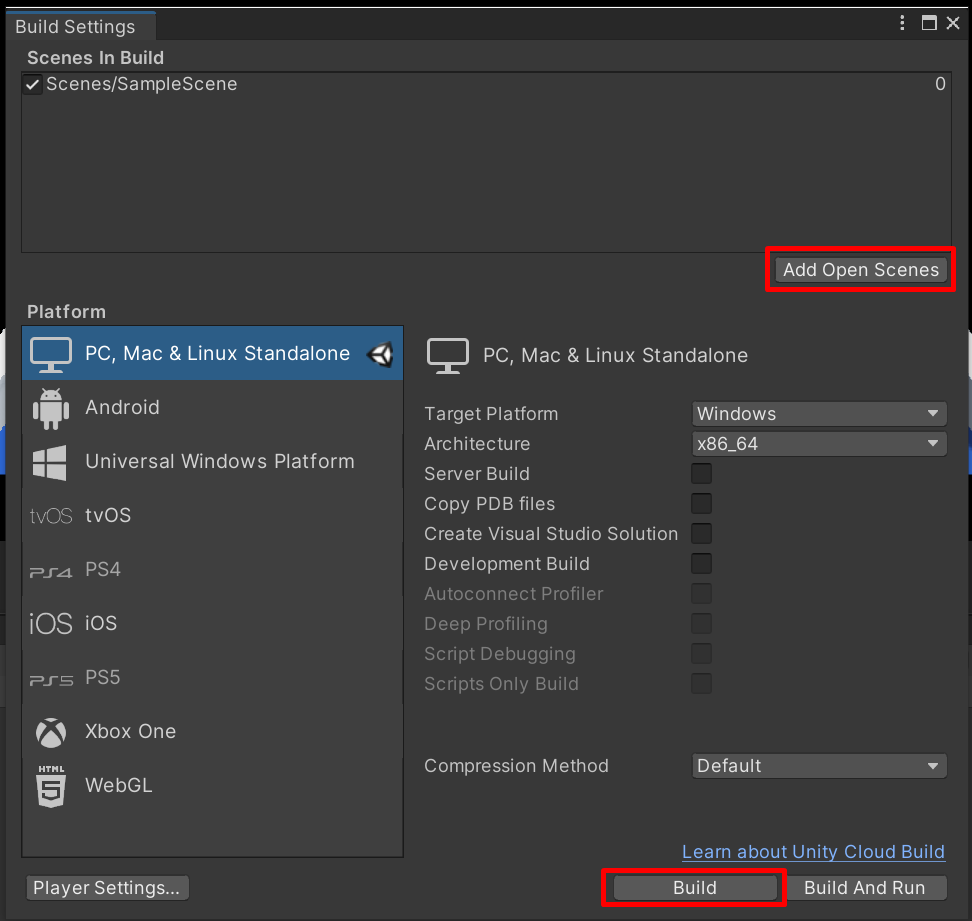 Build Settings
Scenes In Build
Scenes/SampleScene 0
Add Open Scenes
Platform
PC, Mac & Linux Standalone
Android
Universal Windows Platform
tvOS tvOS
PS4 PS4
iOS iOS
PS5 PS5
Xbox One
HTML 5 WebGL
PC, Mac & Linux Standalone
Target Platform Windows
Architecture x86_64
Server Build
Copy PDB files
Create Visual Studio Solution
Development Build
Autoconnect Profiler
Deep Profiling
Script Debugging
Scripts Only Build
Compression Method Default
Learn about Unity Cloud Build
Player Settings... Build Build And Run